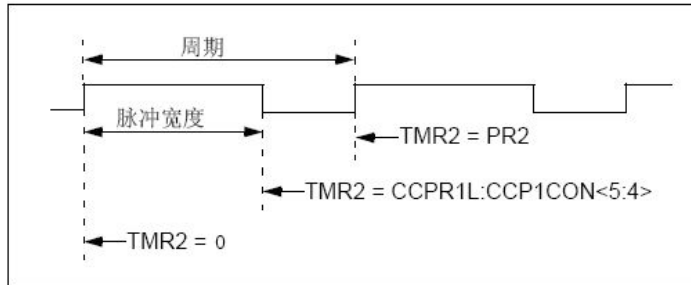 周期
脉冲宽度
TMR2 = PR2
TMR2 = CCPR1L:CCP1CON<5:4>
TMR2 = 0